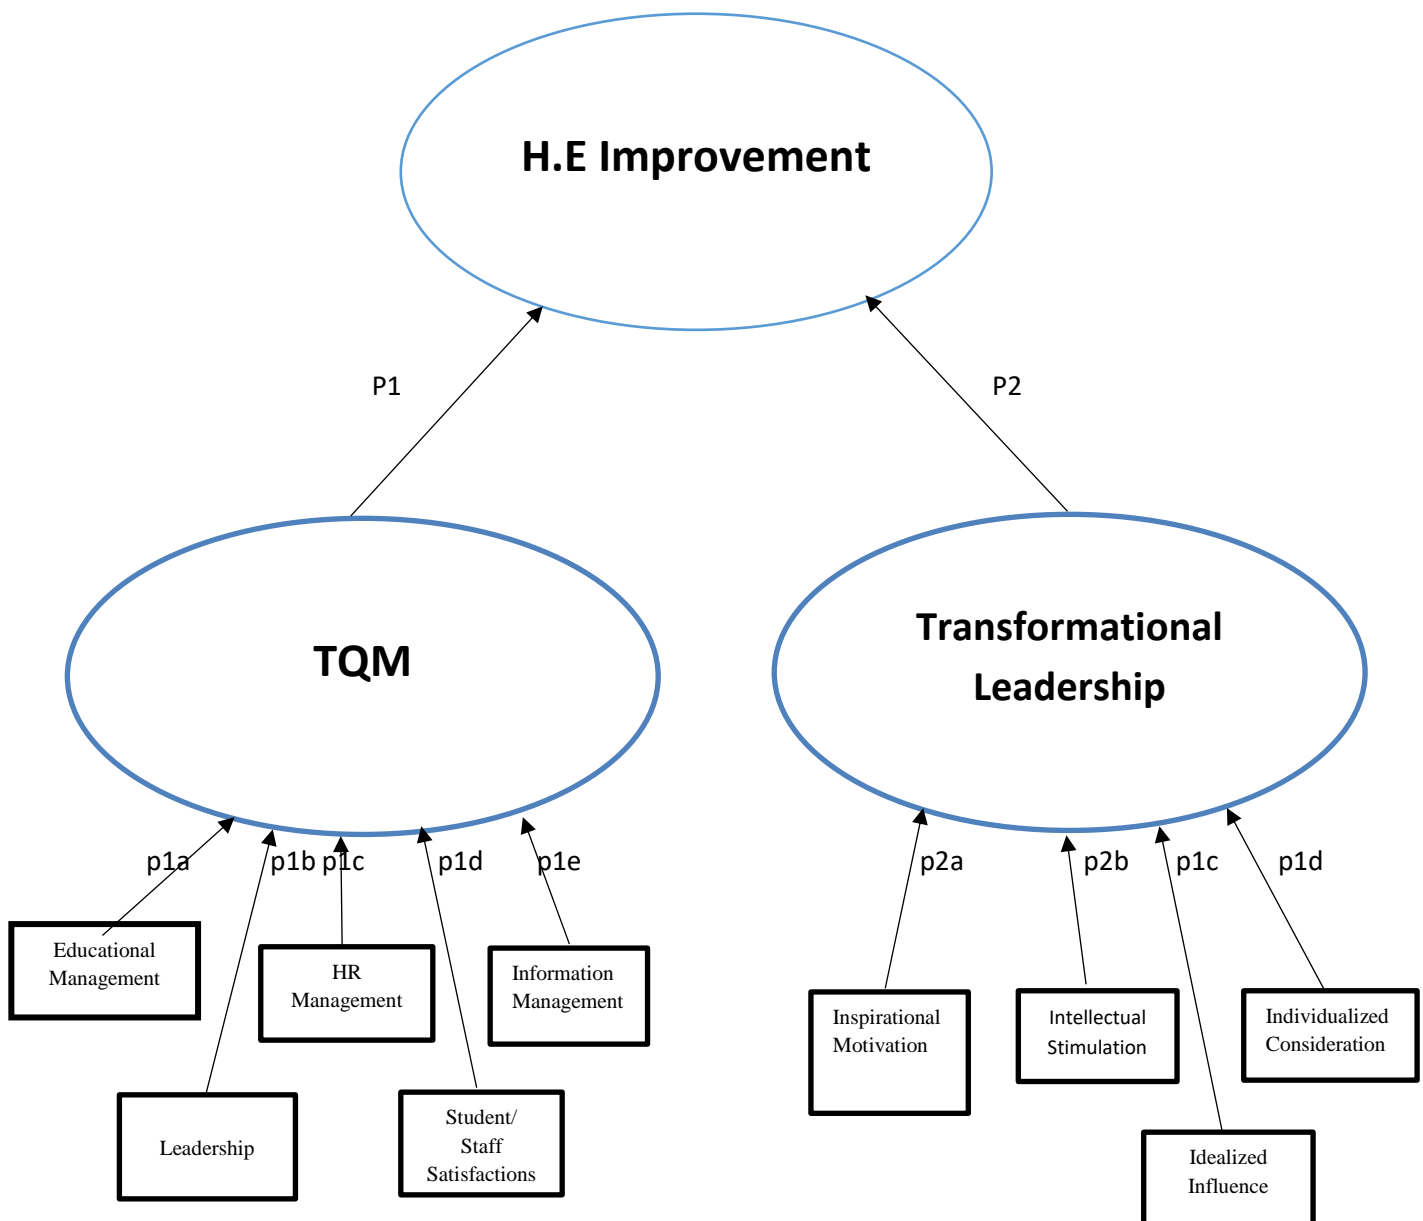 H.E Improvement
P1
P2
TQM
Transformational
Leadership
p1a
p1b
p1c
p1d
p1e
p2a
p2b
p1c
p1d
Educational
Management
HR
Management
Information
Management
Inspirational
Motivation
Intellectual
Stimulation
Individualized
Consideration
Leadership
Student/
Staff
Satisfactions
Idealized
Influence